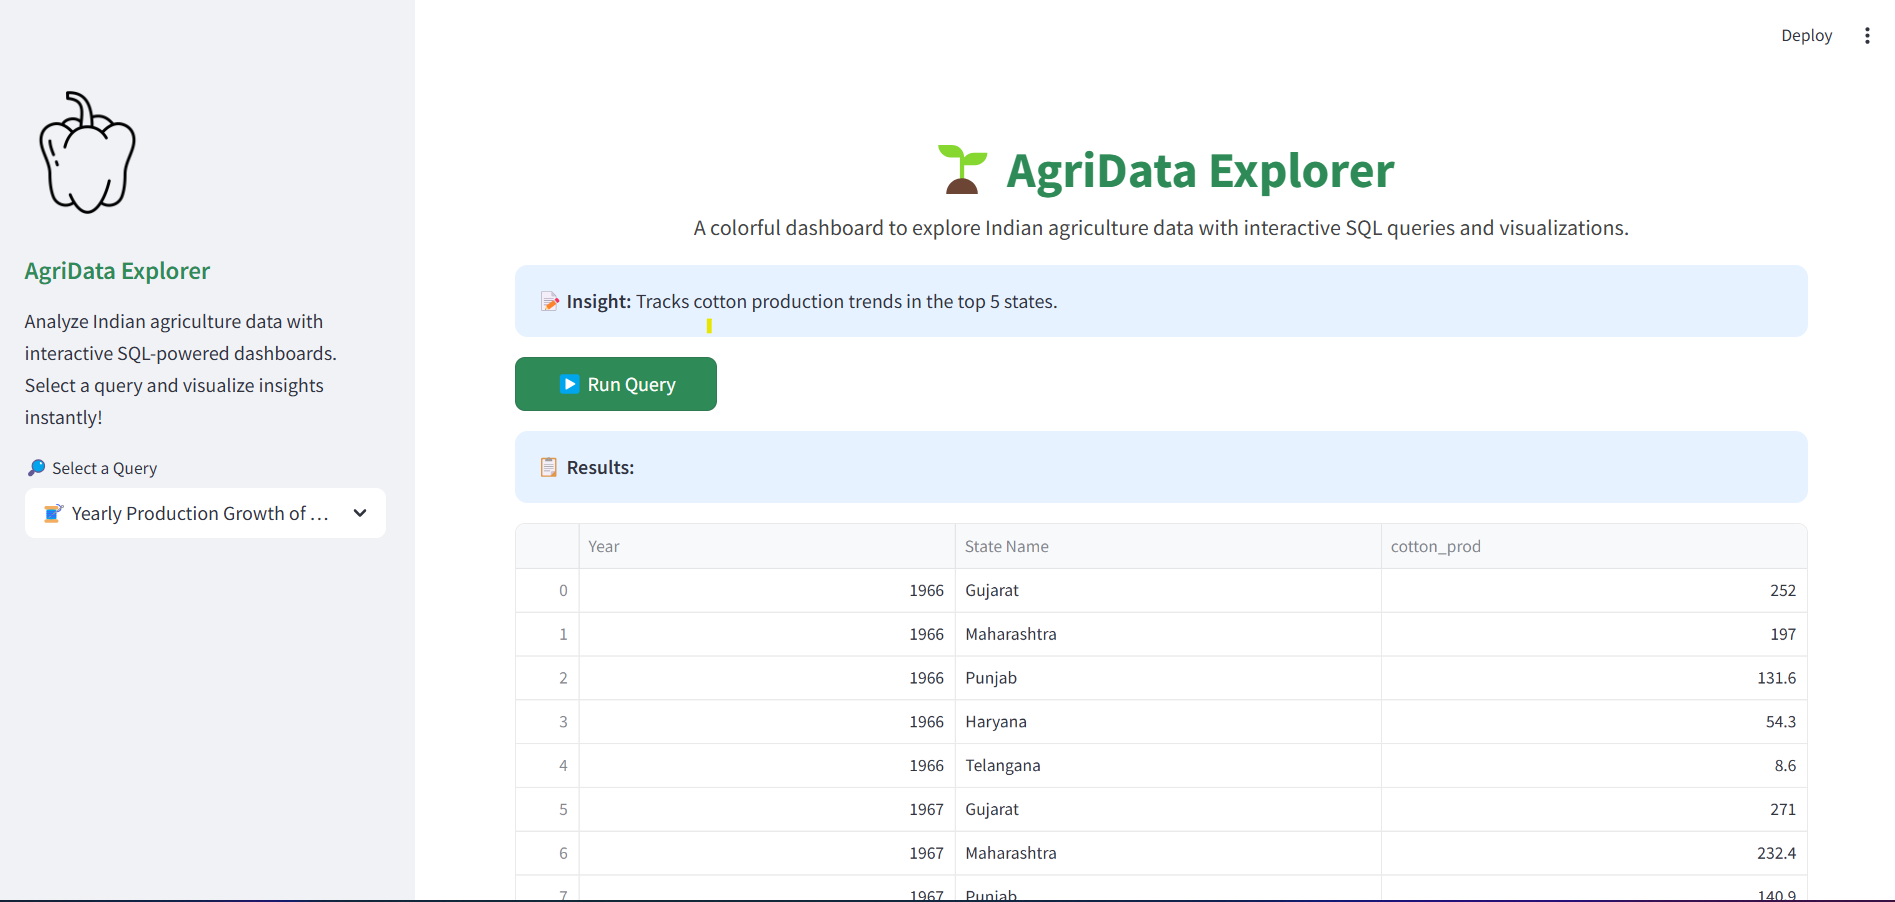 Deploy
AgriData Explorer
Analyze Indian agriculture data with
interactive SQL-powered dashboards.
Select a query and visualize insights
instantly!
Select a Query
Yearly Production Growth of ...
AgriData Explorer
A colorful dashboard to explore Indian agriculture data with interactive SQL queries and visualizations.
Insight: Tracks cotton production trends in the top 5 states.
Run Query
Results:
Year State Name cotton_prod
0 1966 Gujarat 252
1 1966 Maharashtra 197
2 1966 Punjab 131.6
3 1966 Haryana 54.3
4 1966 Telangana 8.6
5 1967 Gujarat 271
6 1967 Maharashtra 232.4
7 1967 Punjab 140.9